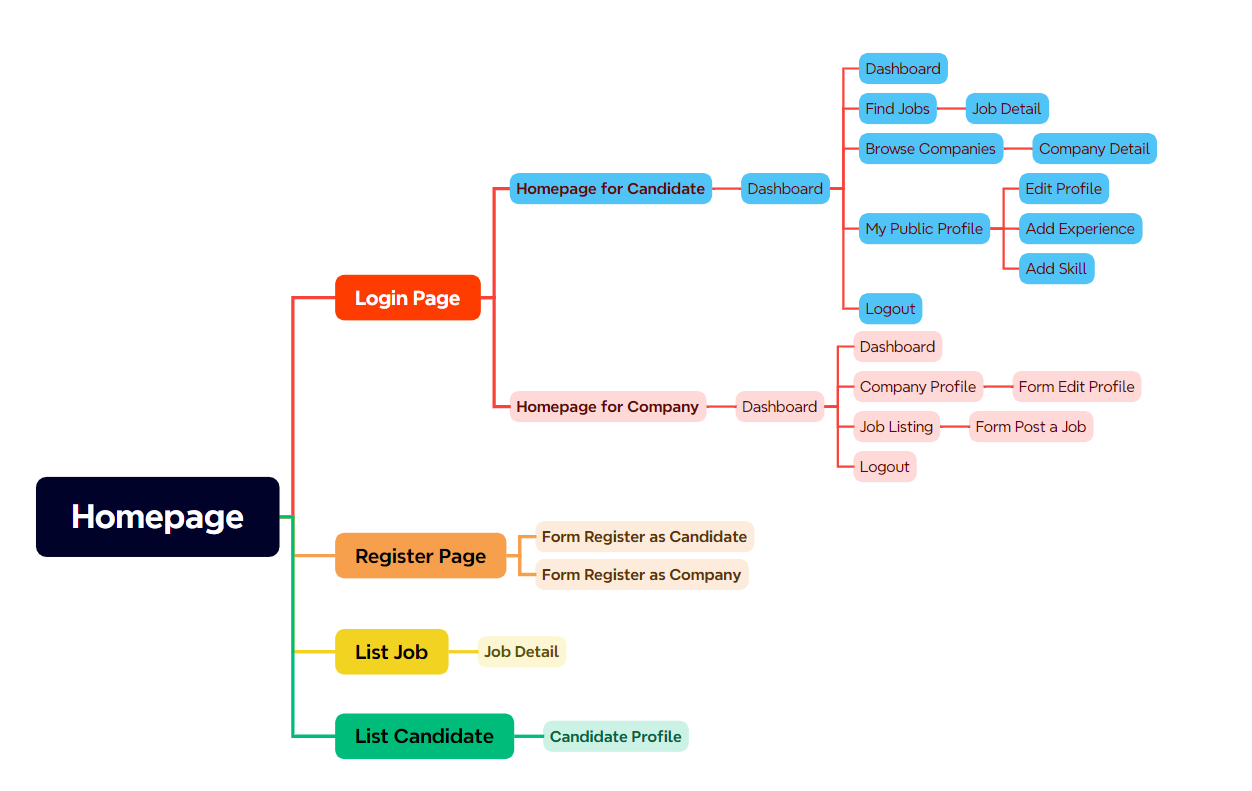 Homepage
Login Page
Homepage for Candidate
Dashboard
Dashboard
Find Jobs
Job Detail
Browse Companies
Company Detail
My Public Profile
Edit Profile
Add Experience
Add Skill
Logout
Homepage for Company
Dashboard
Dashboard
Company Profile
Form Edit Profile
Job Listing
Form Post a Job
Logout
Register Page
Form Register as Candidate
Form Register as Company
List Job
Job Detail
List Candidate
Candidate Profile